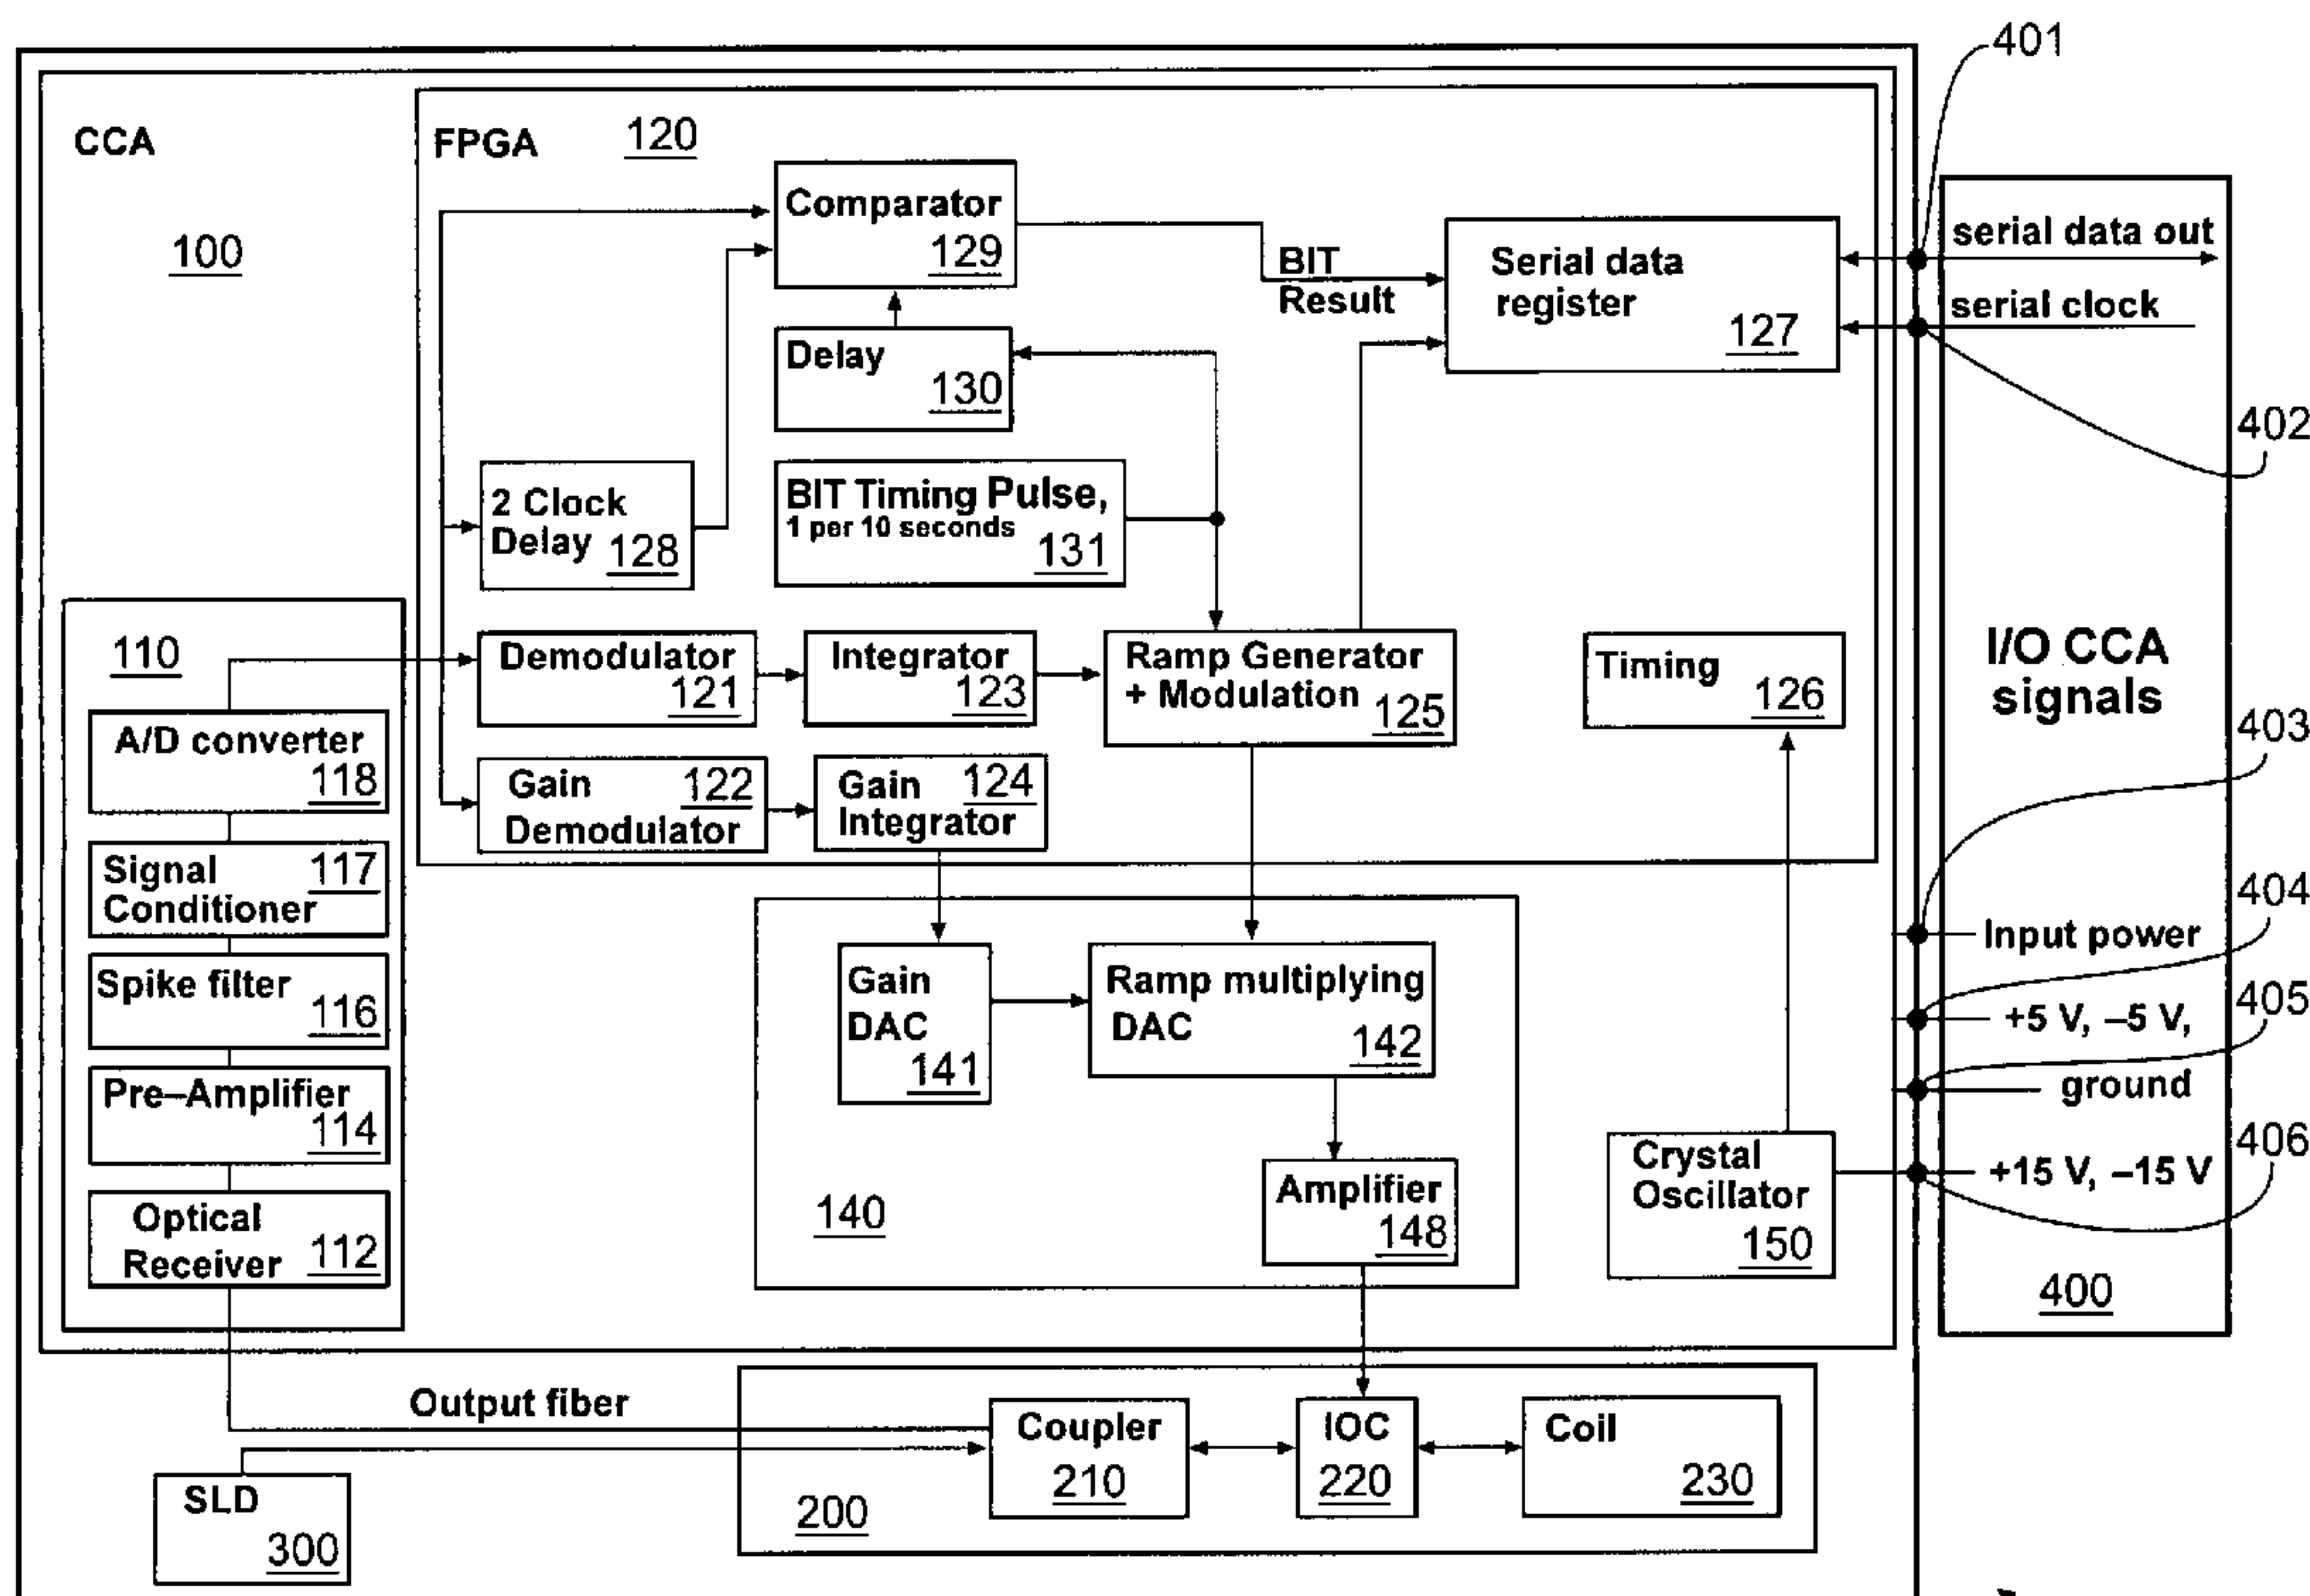 401
CCA
100
FPGA
120
Comparator
129
BIT
Result
Serial data
register
127
serial data out
serial clock
Delay
130
402
2 Clock
Delay 128
BIT Timing Pulse,
1 per 10 seconds
131
110
Demodulator
121
Integrator
123
Ramp Generator
+ Modulation
125
Timing
126
I/O CCA
signals
403
A/D converter
118
Gain 122
Demodulator
Gain 124
Integrator
Signal 117
Conditioner
404
Input power
Spike filter
116
Gain
DAC
141
Ramp multiplying
DAC
142
405
+5 V, –5 V,
Pre–Amplifier
114
ground
406
Crystal
Oscillator
150
+15 V, –15 V
Optical
Receiver 112
140
Amplifier
148
400
Output fiber
Coupler
210
IOC
220
Coil
230
SLD
300
200